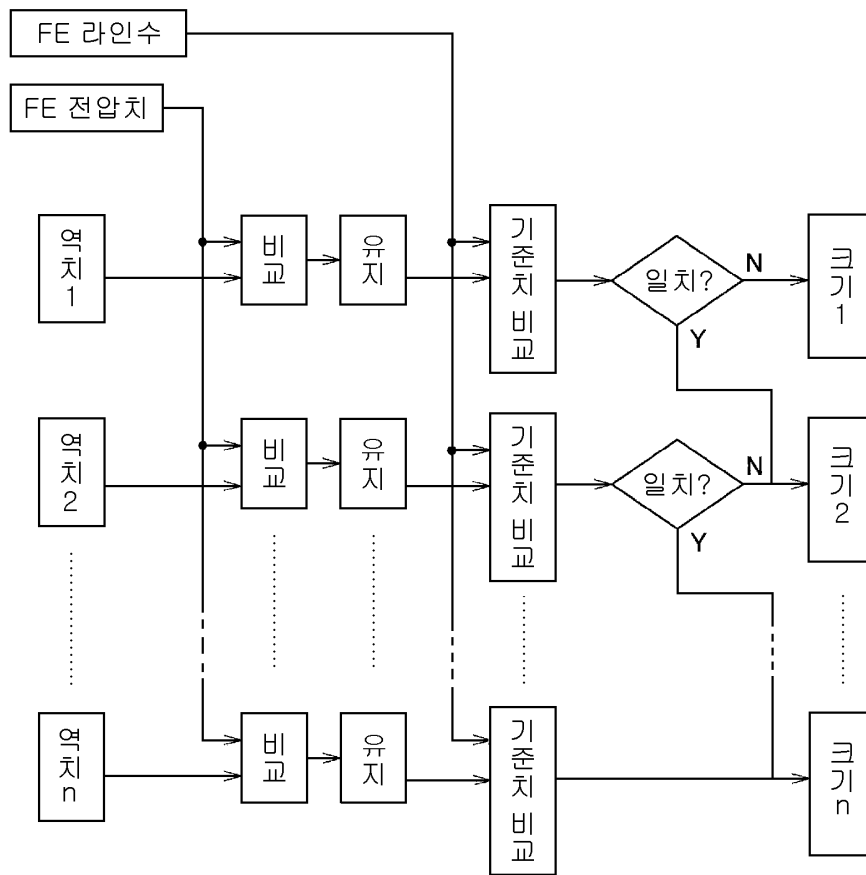 FE 라인수
FE 전압치
역치1
비교
유지
기준치 비교
일치?
N
Y
크기1
역치2
비교
유지
기준치 비교
일치?
N
Y
크기2
역치n
비교
유지
기준치 비교
크기n